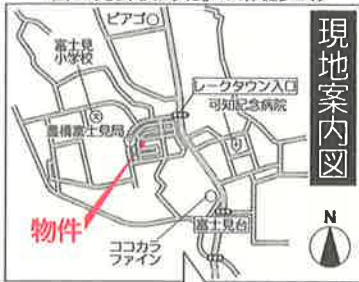 現地案内図
ピアゴ
富士見
小学校
レークタウン入口
可知記念病院
豊橋富士見局
物件
富士見台
ココカラ
ファイン
N